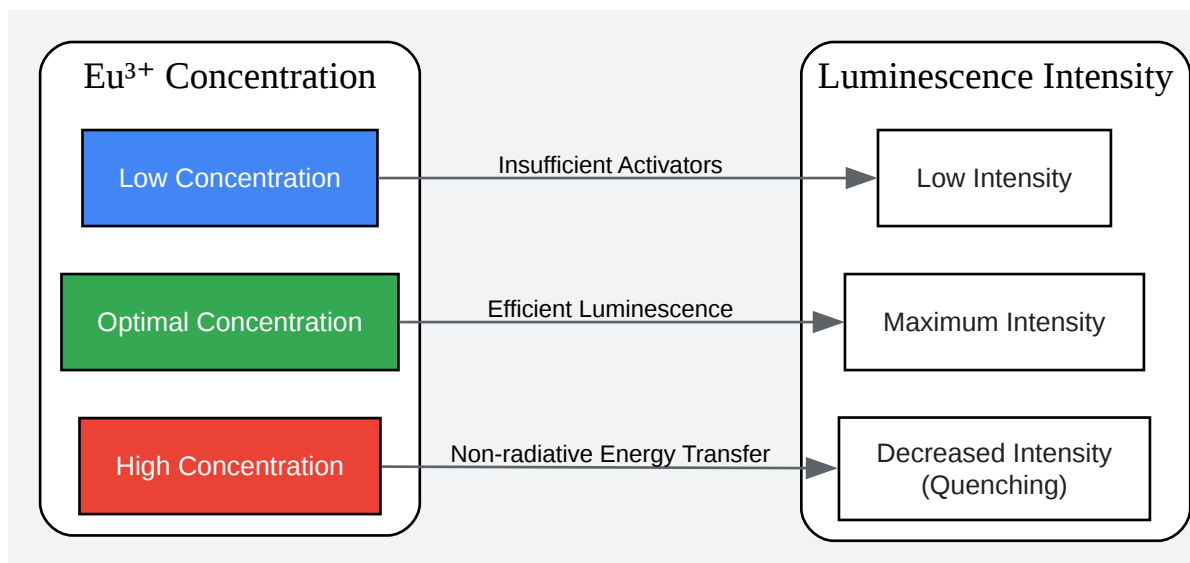 Eu³⁺ Concentration
Luminescence Intensity
Low Concentration
Insufficient Activators
Low Intensity
Optimal Concentration
Efficient Luminescence
Maximum Intensity
High Concentration
Non-radiative Energy Transfer
Decreased Intensity
(Quenching)